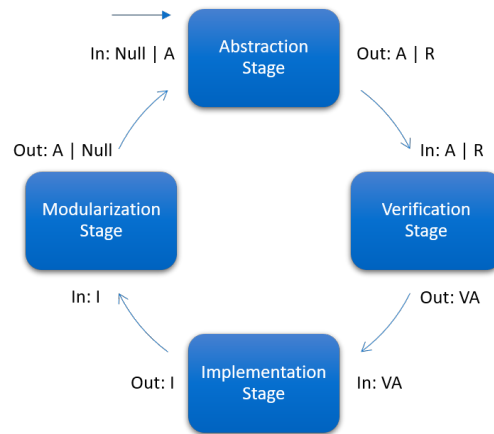 Abstraction
Stage
In: Null | A
Out: A | R
Out: A | Null
In: A | R
Modularization
Stage
Verification
Stage
In: I
Out: VA
Implementation
Stage
Out: I
In: VA